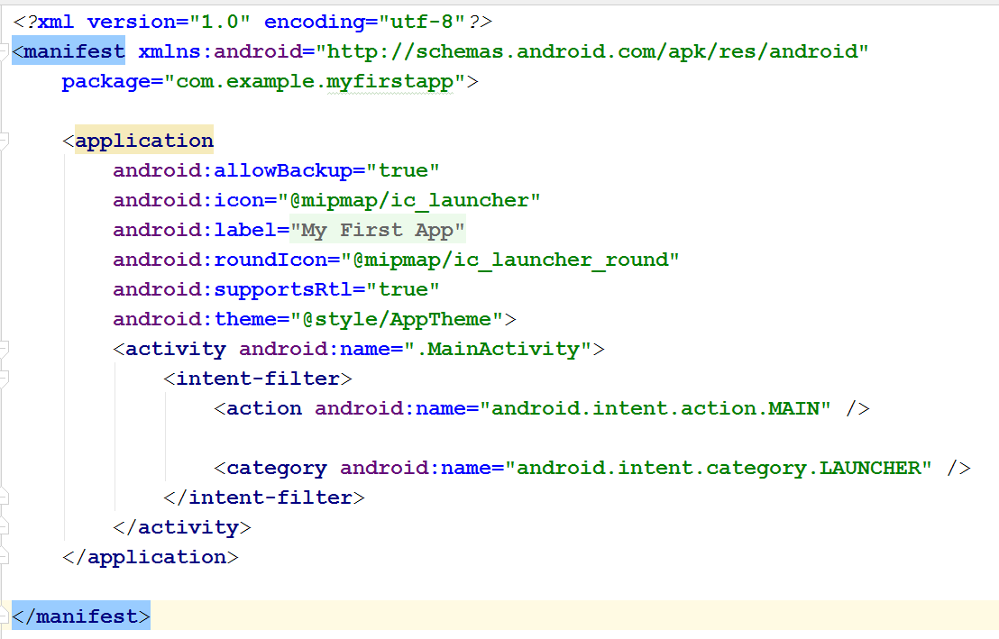 <?xml version="1.0" encoding="utf-8"?>
<manifest xmlns:android="http://schemas.android.com/apk/res/android"
    package="com.example.myfirstapp">

    <application
        android:allowBackup="true"
        android:icon="@mipmap/ic_launcher"
        android:label="My First App"
        android:roundIcon="@mipmap/ic_launcher_round"
        android:supportsRtl="true"
        android:theme="@style/AppTheme">
        <activity android:name=".MainActivity">
            <intent-filter>
                <action android:name="android.intent.action.MAIN" />

                <category android:name="android.intent.category.LAUNCHER" />
            </intent-filter>
        </activity>
    </application>

</manifest>